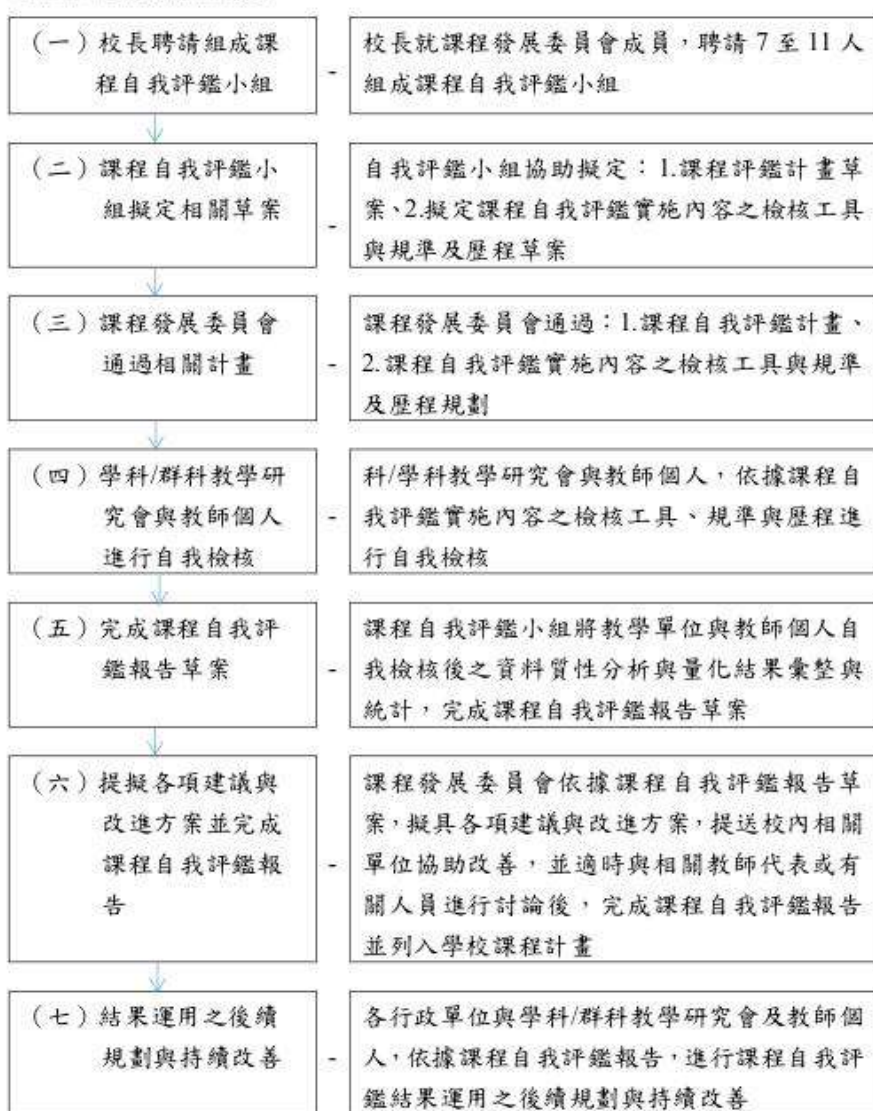 （一）校長聘請組成課
程自我評鑑小組
-
校長就課程發展委員會成員，聘請 7 至 11 人
組成課程自我評鑑小組
（二）課程自我評鑑小
組擬定相關草案
-
自我評鑑小組協助擬定：1.課程評鑑計畫草
案、2.擬定課程自我評鑑實施內容之檢核工具
與規準及歷程草案
（三）課程發展委員會
通過相關計畫
-
課程發展委員會通過：1.課程自我評鑑計畫、
2.課程自我評鑑實施內容之檢核工具與規準
及歷程規劃
（四）學科/群科教學研
究會與教師個人
進行自我檢核
-
科/學科教學研究會與教師個人，依據課程自
我評鑑實施內容之檢核工具、規準與歷程進
行自我檢核
（五）完成課程自我評
鑑報告草案
-
課程自我評鑑小組將教學單位與教師個人自
我檢核後之資料質性分析與量化結果彙整與
統計，完成課程自我評鑑報告草案
（六）提擬各項建議與
改進方案並完成
課程自我評鑑報
告
-
課程發展委員會依據課程自我評鑑報告草
案，擬具各項建議與改進方案，提送校內相關
單位協助改善，並適時與相關教師代表或有
關人員進行討論後，完成課程自我評鑑報告
並列入學校課程計畫
（七）結果運用之後續
規劃與持續改善
-
各行政單位與學科/群科教學研究會及教師個
人，依據課程自我評鑑報告，進行課程自我評
鑑結果運用之後續規劃與持續改善